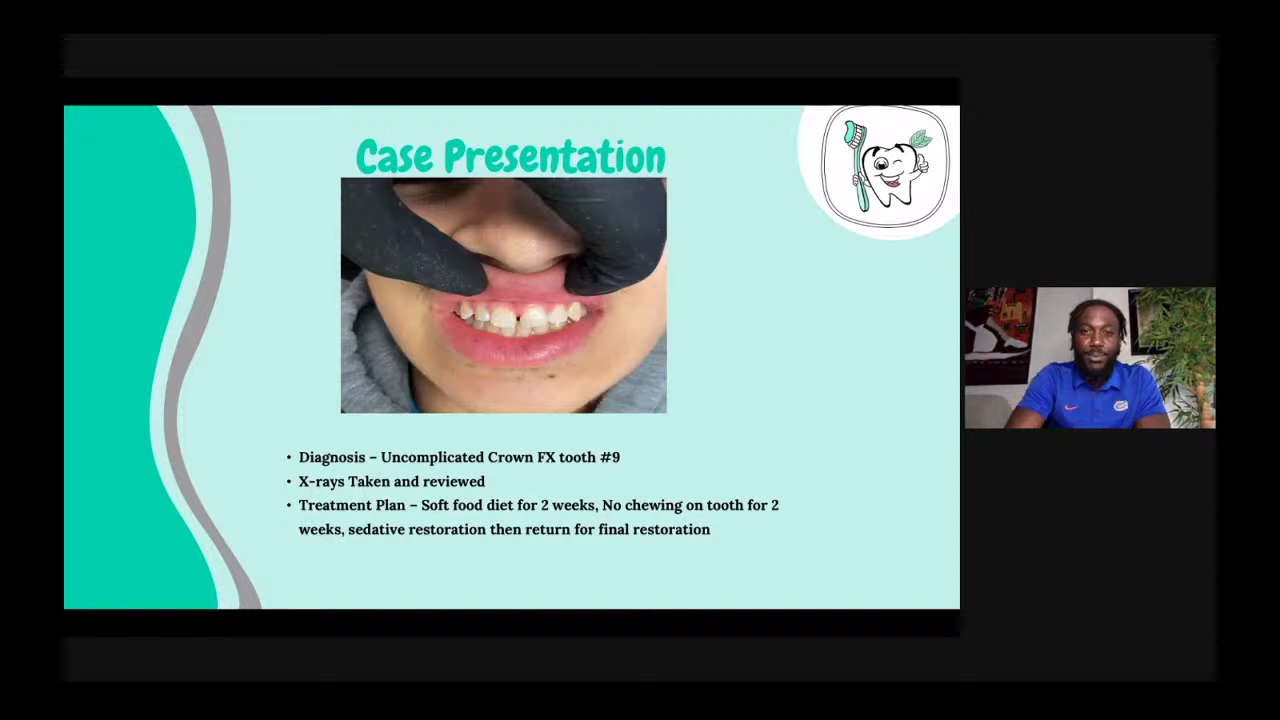 Case Presentation
• Diagnosis – Uncomplicated Crown FX tooth #9
• X-rays Taken and reviewed
• Treatment Plan – Soft food diet for 2 weeks, No chewing on tooth for 2
weeks, sedative restoration then return for final restoration